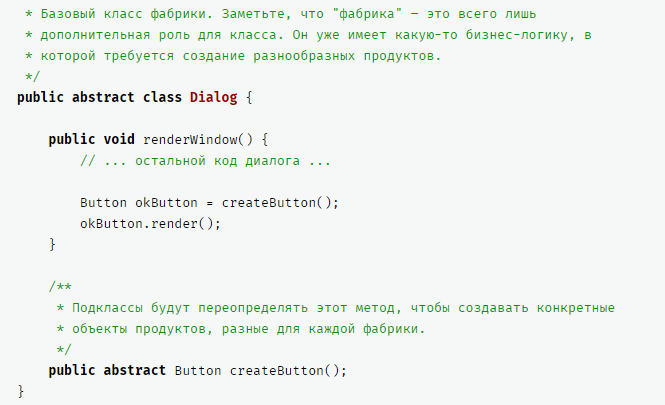 * Базовый класс фабрики. Заметьте, что "фабрика" – это всего лишь
* дополнительная роль для класса. Он уже имеет какую-то бизнес-логику, в
* которой требуется создание разнообразных продуктов.
*/
public abstract class Dialog {
public void renderWindow() {
// ... остальной код диалога ...
Button okButton = createButton();
okButton.render();
}
/**
* Подклассы будут переопределять этот метод, чтобы создавать конкретные
* объекты продуктов, разные для каждой фабрики.
*/
public abstract Button createButton();
}